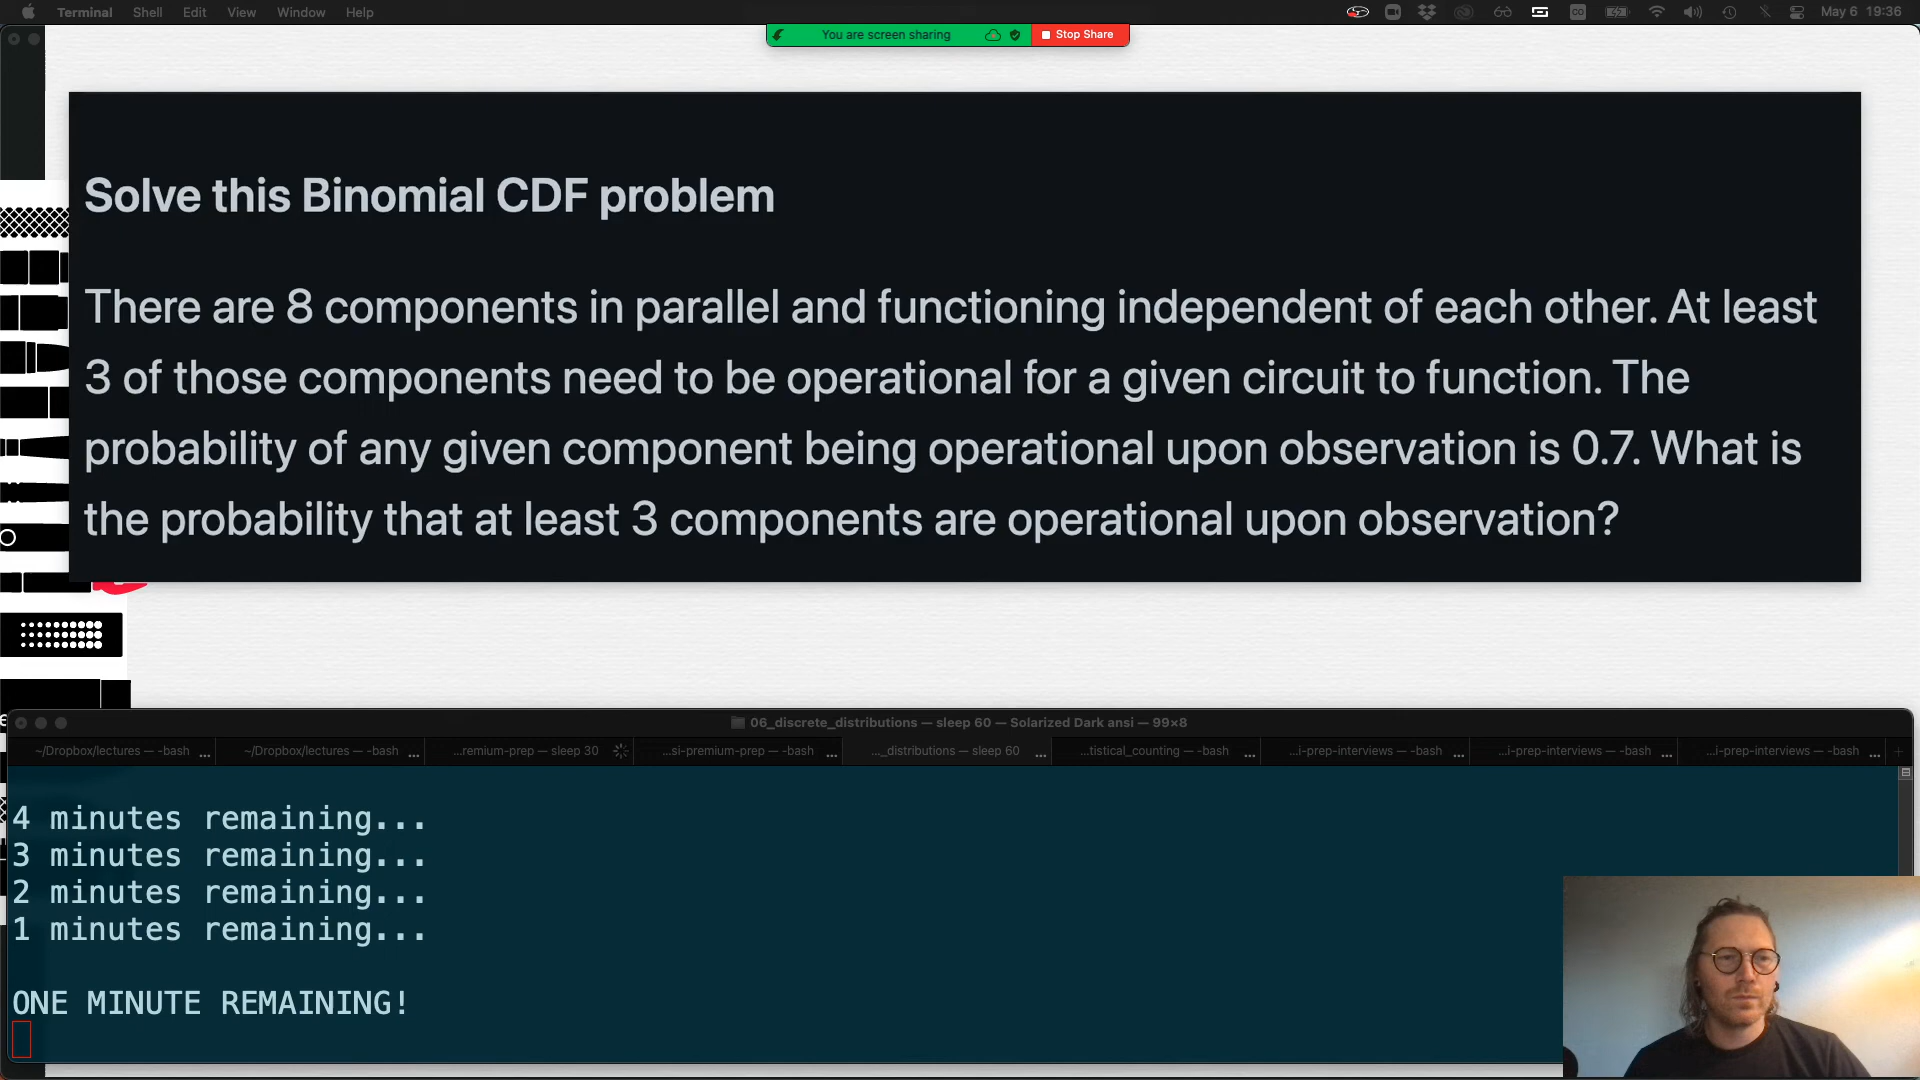 Terminal Shell Edit View Window Help May 6 19:36
You are screen sharing Stop Share
Solve this Binomial CDF problem
There are 8 components in parallel and functioning independent of each other. At least
3 of those components need to be operational for a given circuit to function. The
probability of any given component being operational upon observation is 0.7. What is
the probability that at least 3 components are operational upon observation?
06_discrete_distributions — sleep 60 — Solarized Dark ansi — 99×8
~/Dropbox/lectures — -bash ... ~/Dropbox/lectures — -bash ... ...remium-prep — sleep 30 ...si-premium-prep — -bash ... ..._distributions — sleep 60 ... ...tistical_counting — -bash ... ...i-prep-interviews — -bash ... ...i-prep-interviews — -bash ... ...i-prep-interviews — -bash ... +
4 minutes remaining...
3 minutes remaining...
2 minutes remaining...
1 minutes remaining...
ONE MINUTE REMAINING!